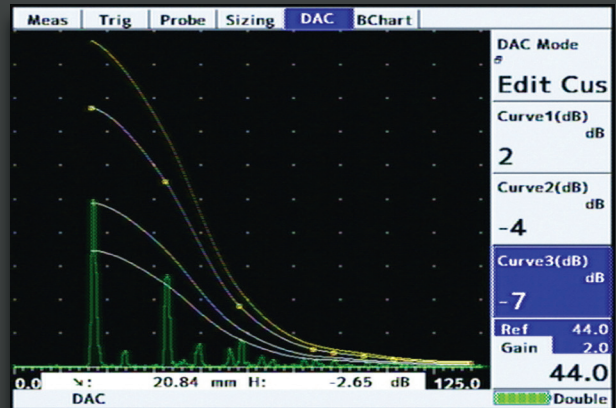 Meas Trig Probe Sizing DAC BChart
DAC Mode
Edit Cus
Curve1(dB)
dB
2
Curve2(dB)
dB
-4
Curve3(dB)
dB
-7
Ref 44.0
Gain 2.0
44.0
0.0 ↘: 20.84 mm H: -2.65 dB 125.0
DAC Double